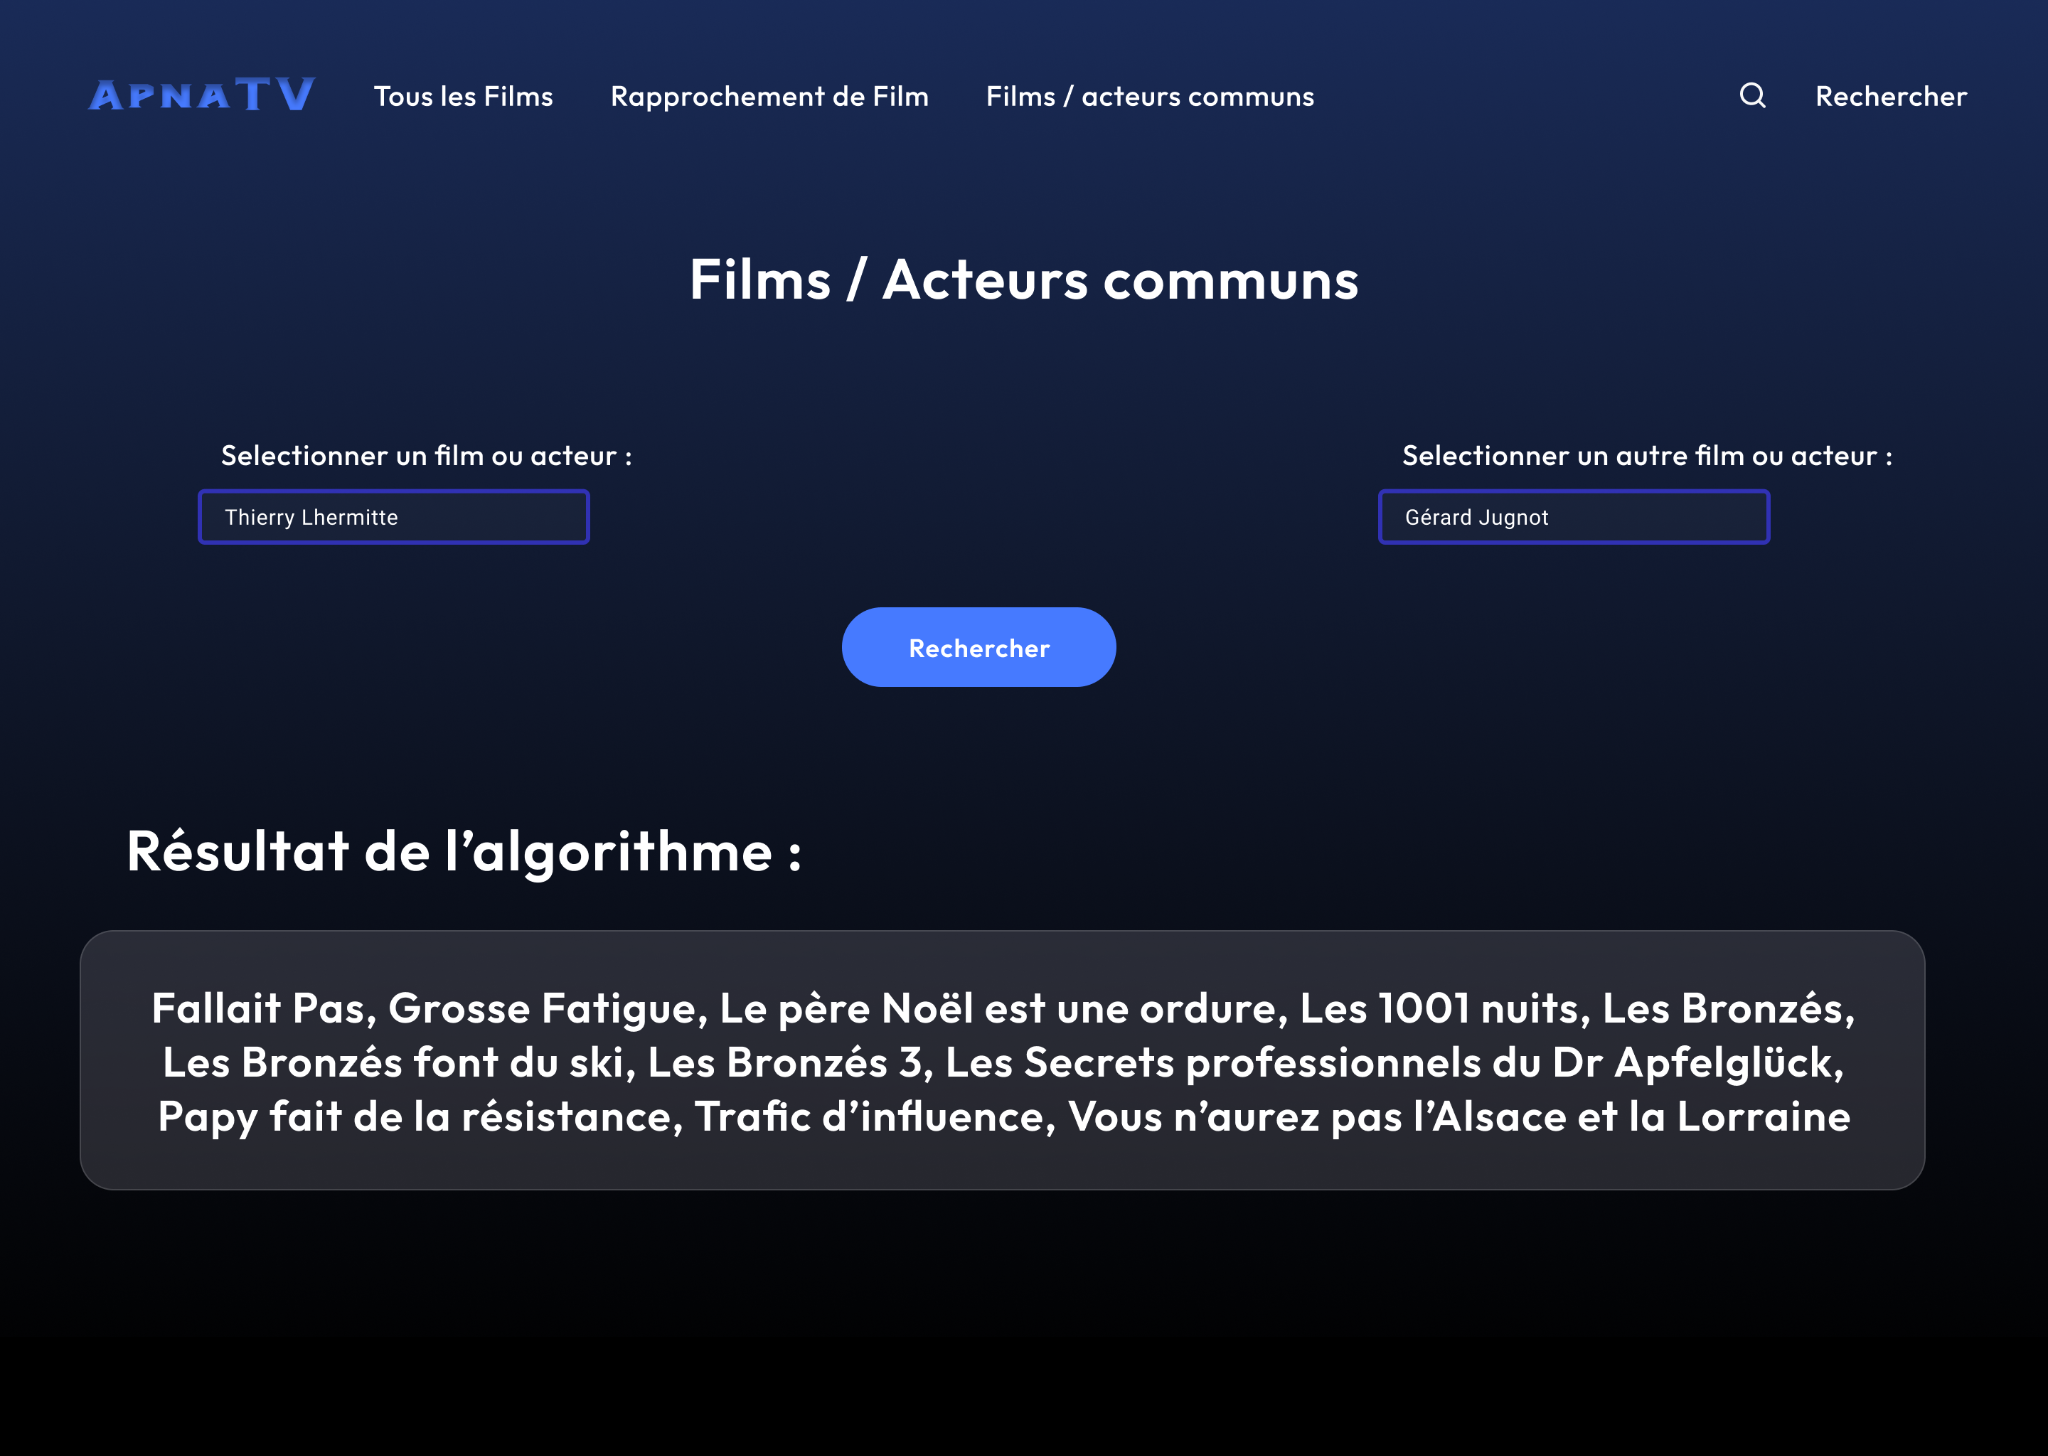 ApnaTV
Tous les Films
Rapprochement de Film
Films / acteurs communs
Rechercher
Films / Acteurs communs
Selectionner un film ou acteur :
Thierry Lhermitte
Selectionner un autre film ou acteur :
Gérard Jugnot
Rechercher
Résultat de l’algorithme :
Fallait Pas, Grosse Fatigue, Le père Noël est une ordure, Les 1001 nuits, Les Bronzés,
Les Bronzés font du ski, Les Bronzés 3, Les Secrets professionnels du Dr Apfelglück,
Papy fait de la résistance, Trafic d’influence, Vous n’aurez pas l’Alsace et la Lorraine